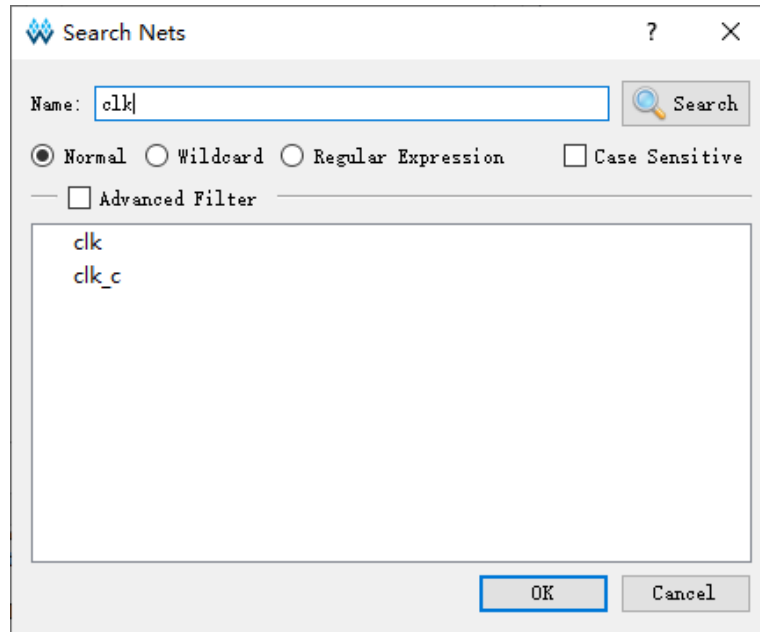 Search Nets ?
Name: clk Search
Normal Wildcard Regular Expression Case Sensitive
Advanced Filter
clk
clk_c
OK Cancel